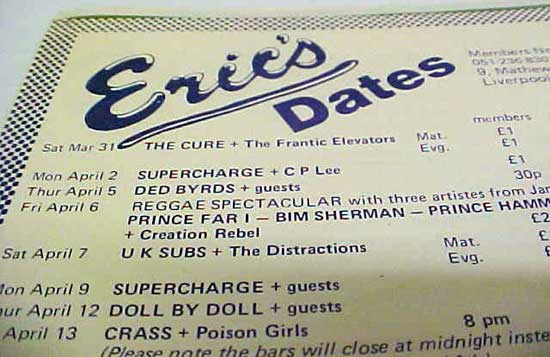 Eric's
Dates
Members
051 236
9, Mathew
Liverpool
members
Sat Mar 31 THE CURE + The Frantic Elevators Mat. £1
Evg. £1
Mon April 2 SUPERCHARGE + C P Lee £1
Thur April 5 DED BYRDS + guests 30p
Fri April 6 REGGAE SPECTACULAR with three artistes from
PRINCE FAR I — BIM SHERMAN — PRINCE HAMM
+ Creation Rebel £2
Sat April 7 U K SUBS + The Distractions Mat. £
Evg. £
Mon April 9 SUPERCHARGE + guests
April 12 DOLL BY DOLL + guests
April 13 CRASS + Poison Girls 8 pm
(Please note the bars will close at midnight